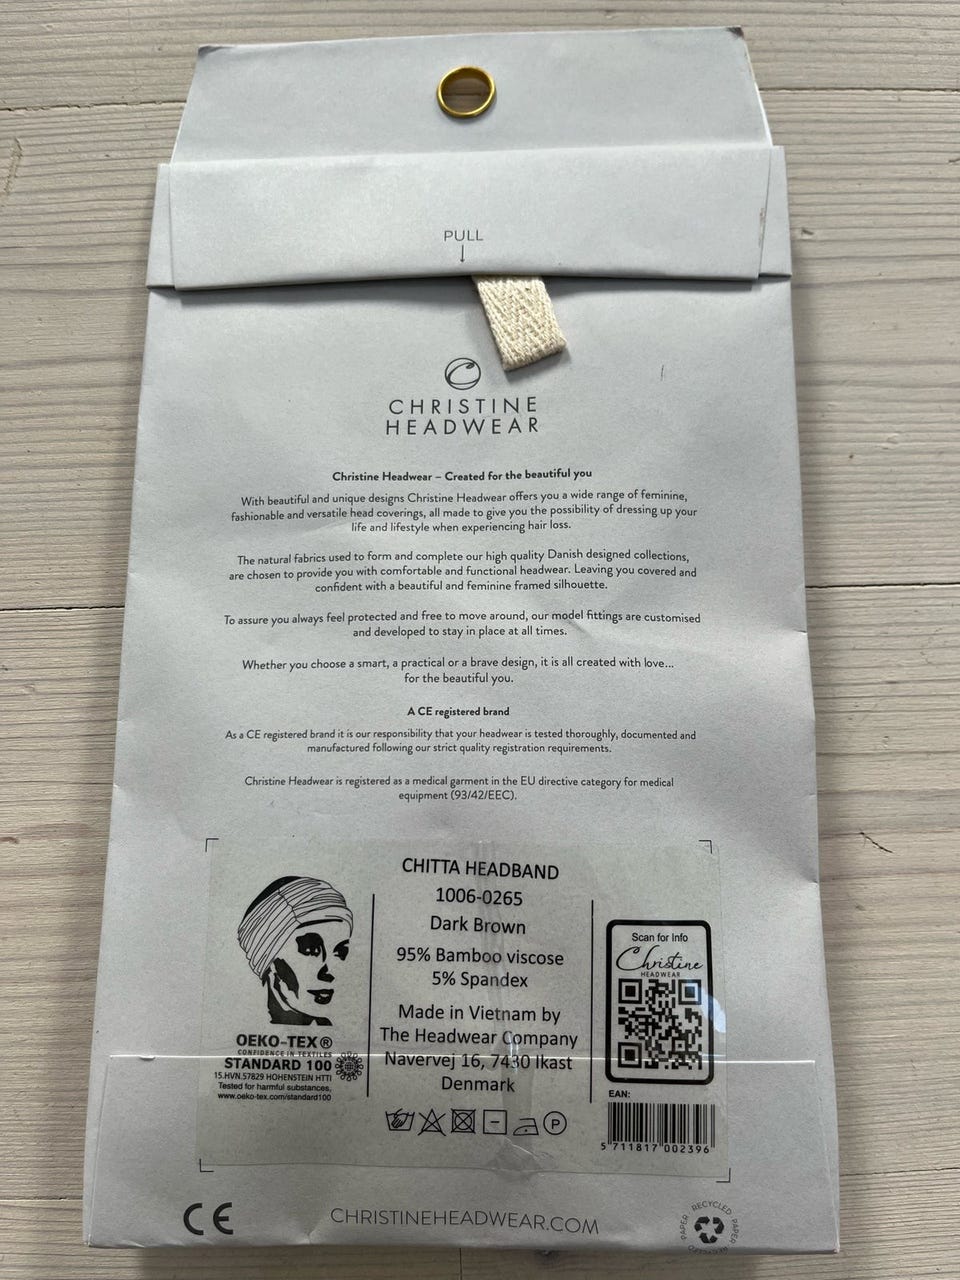 PULL
CHRISTINE
HEADWEAR
Christine Headwear – Created for the beautiful you
With beautiful and unique designs Christine Headwear offers you a wide range of feminine,
fashionable and versatile head coverings, all made to give you the possibility of dressing up your
life and lifestyle when experiencing hair loss.
The natural fabrics used to form and complete our high quality Danish designed collections,
are chosen to provide you with comfortable and functional headwear. Leaving you covered and
confident with a beautiful and feminine framed silhouette.
To assure you always feel protected and free to move around, our model fittings are customised
and developed to stay in place at all times.
Whether you choose a smart, a practical or a brave design, it is all created with love...
for the beautiful you.
A CE registered brand
As a CE registered brand it is our responsibility that your headwear is tested thoroughly, documented and
manufactured following our strict quality registration requirements.
Christine Headwear is registered as a medical garment in the EU directive category for medical
equipment (93/42/EEC).
CHITTA HEADBAND
1006-0265
Dark Brown
95% Bamboo viscose
5% Spandex
Made in Vietnam by
The Headwear Company
Navervej 16, 7430 Ikast
Denmark
P
OEKO-TEX®
CONFIDENCE IN TEXTILES
STANDARD 100
15.HVN.57829 HOHENSTEIN HTTI
Tested for harmful substances,
www.oeko-tex.com/standard100
Scan for Info
Christine
HEADWEAR
EAN:
5 711817 002396
CE
CHRISTINEHEADWEAR.COM
RECYCLED PAPER RECYCLED PAPER